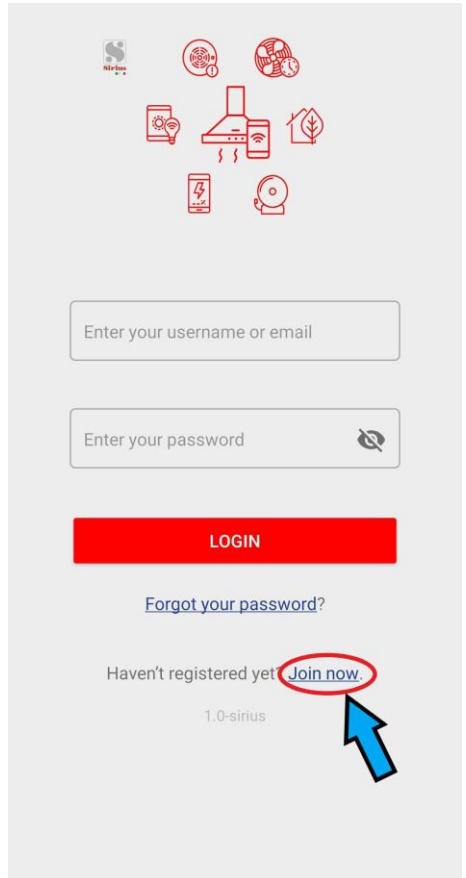 Sirius
Enter your username or email
Enter your password
LOGIN
Forgot your password?
Haven't registered yet? Join now.
1.0-sirius